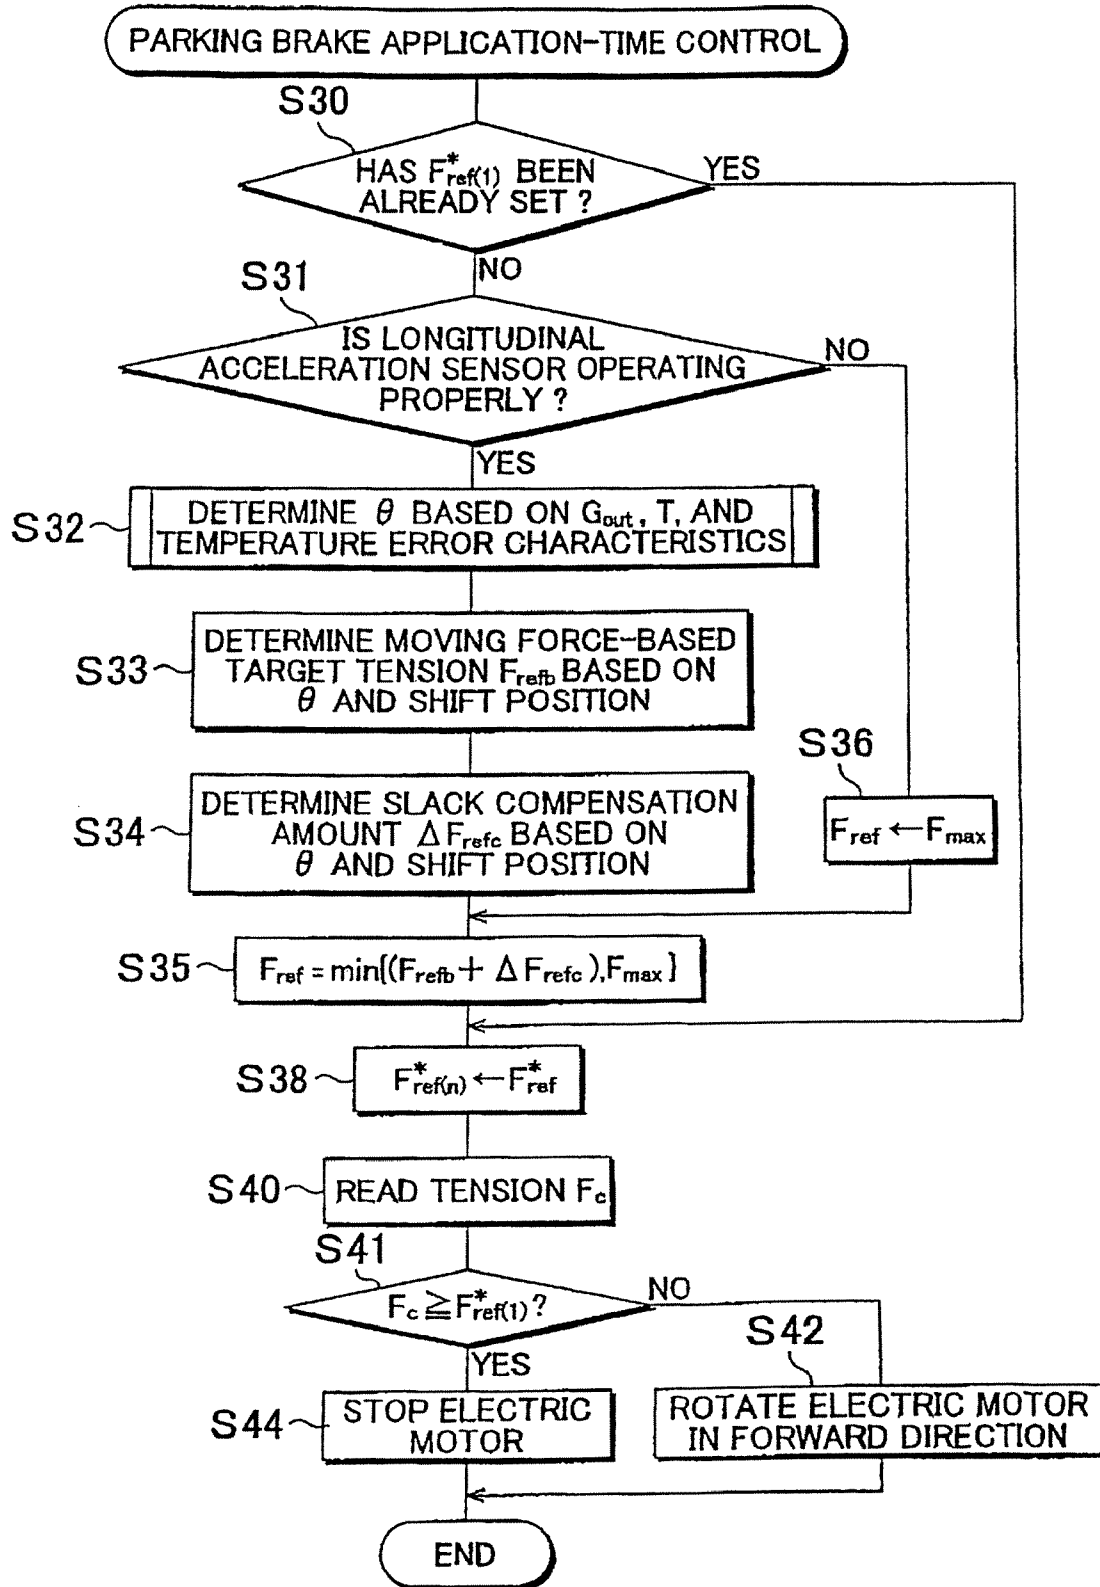 PARKING BRAKE APPLICATION-TIME CONTROL
S30
HAS F*ref(1) BEEN
ALREADY SET ?
YES
NO
S31
IS LONGITUDINAL
ACCELERATION SENSOR OPERATING
PROPERLY ?
NO
YES
S32
DETERMINE θ BASED ON Gout, T, AND
TEMPERATURE ERROR CHARACTERISTICS
S33
DETERMINE MOVING FORCE-BASED
TARGET TENSION Frefb BASED ON
θ AND SHIFT POSITION
S34
DETERMINE SLACK COMPENSATION
AMOUNT ΔFrefc BASED ON
θ AND SHIFT POSITION
S36
Fref ← Fmax
S35
Fref = min{(Frefb + ΔFrefc), Fmax}
S38
F*ref(n) ← F*ref
S40
READ TENSION Fc
S41
Fc ≧ F*ref(1) ?
NO
YES
S42
ROTATE ELECTRIC MOTOR
IN FORWARD DIRECTION
S44
STOP ELECTRIC
MOTOR
END